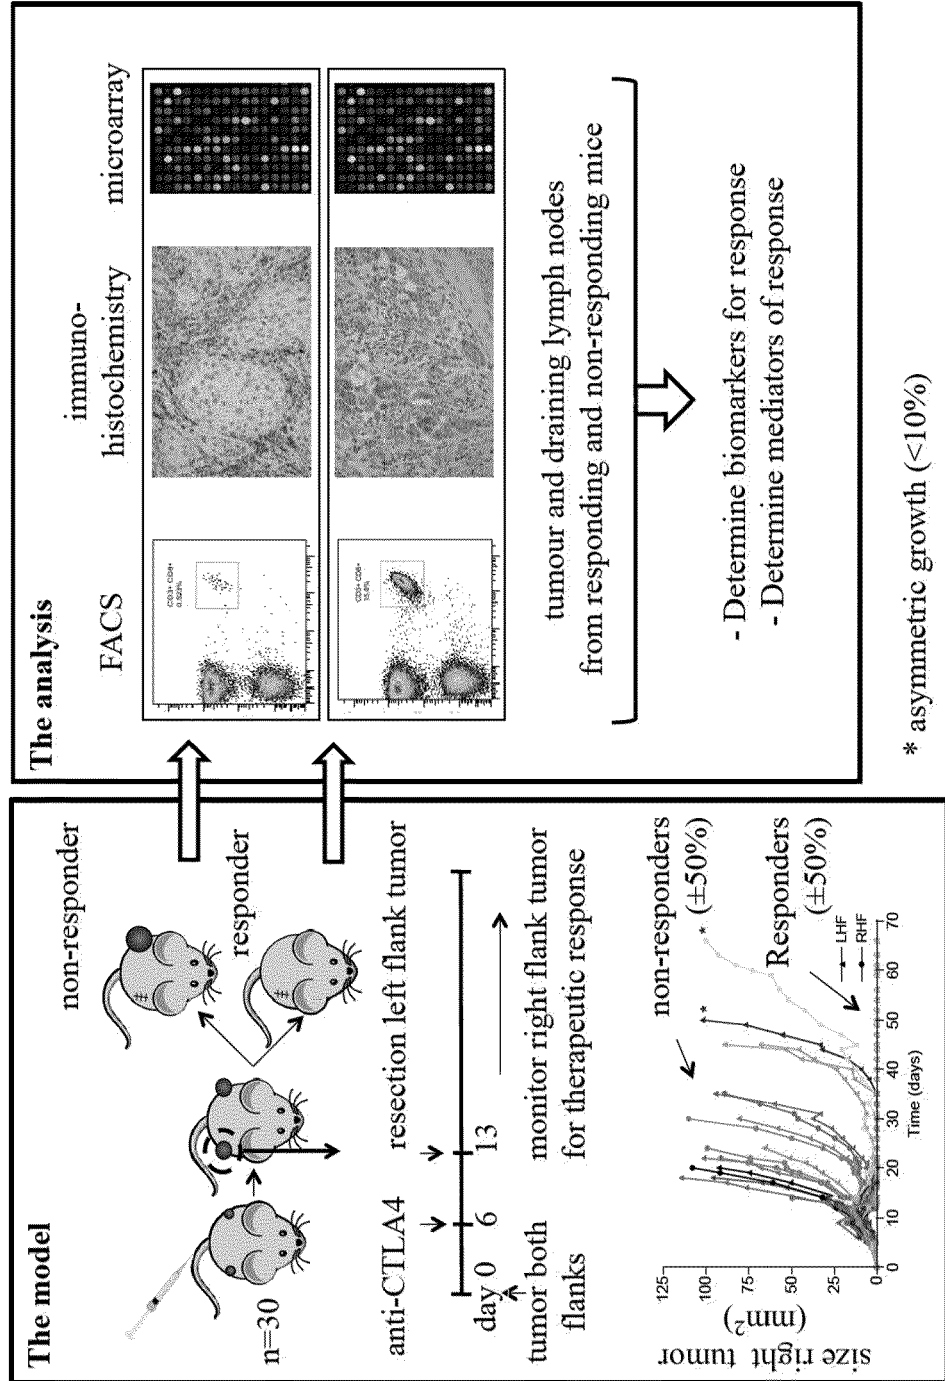 The model
n=30
non-responder
responder
anti-CTLA4
resection left flank tumor
day 0
6
13
tumor both
flanks
monitor right flank tumor
for therapeutic response
size right tumor
(mm²)
125
100
75
50
25
0
0
10
20
30
40
50
60
70
Time (days)
*
*
non-responders
(±50%)
Responders
(±50%)
LHF
RHF
The analysis
FACS
immuno-
histochemistry
microarray
CD3+ CD8+
CD3+ CD8+
tumour and draining lymph nodes
from responding and non-responding mice
- Determine biomarkers for response
- Determine mediators of response
* asymmetric growth (<10%)